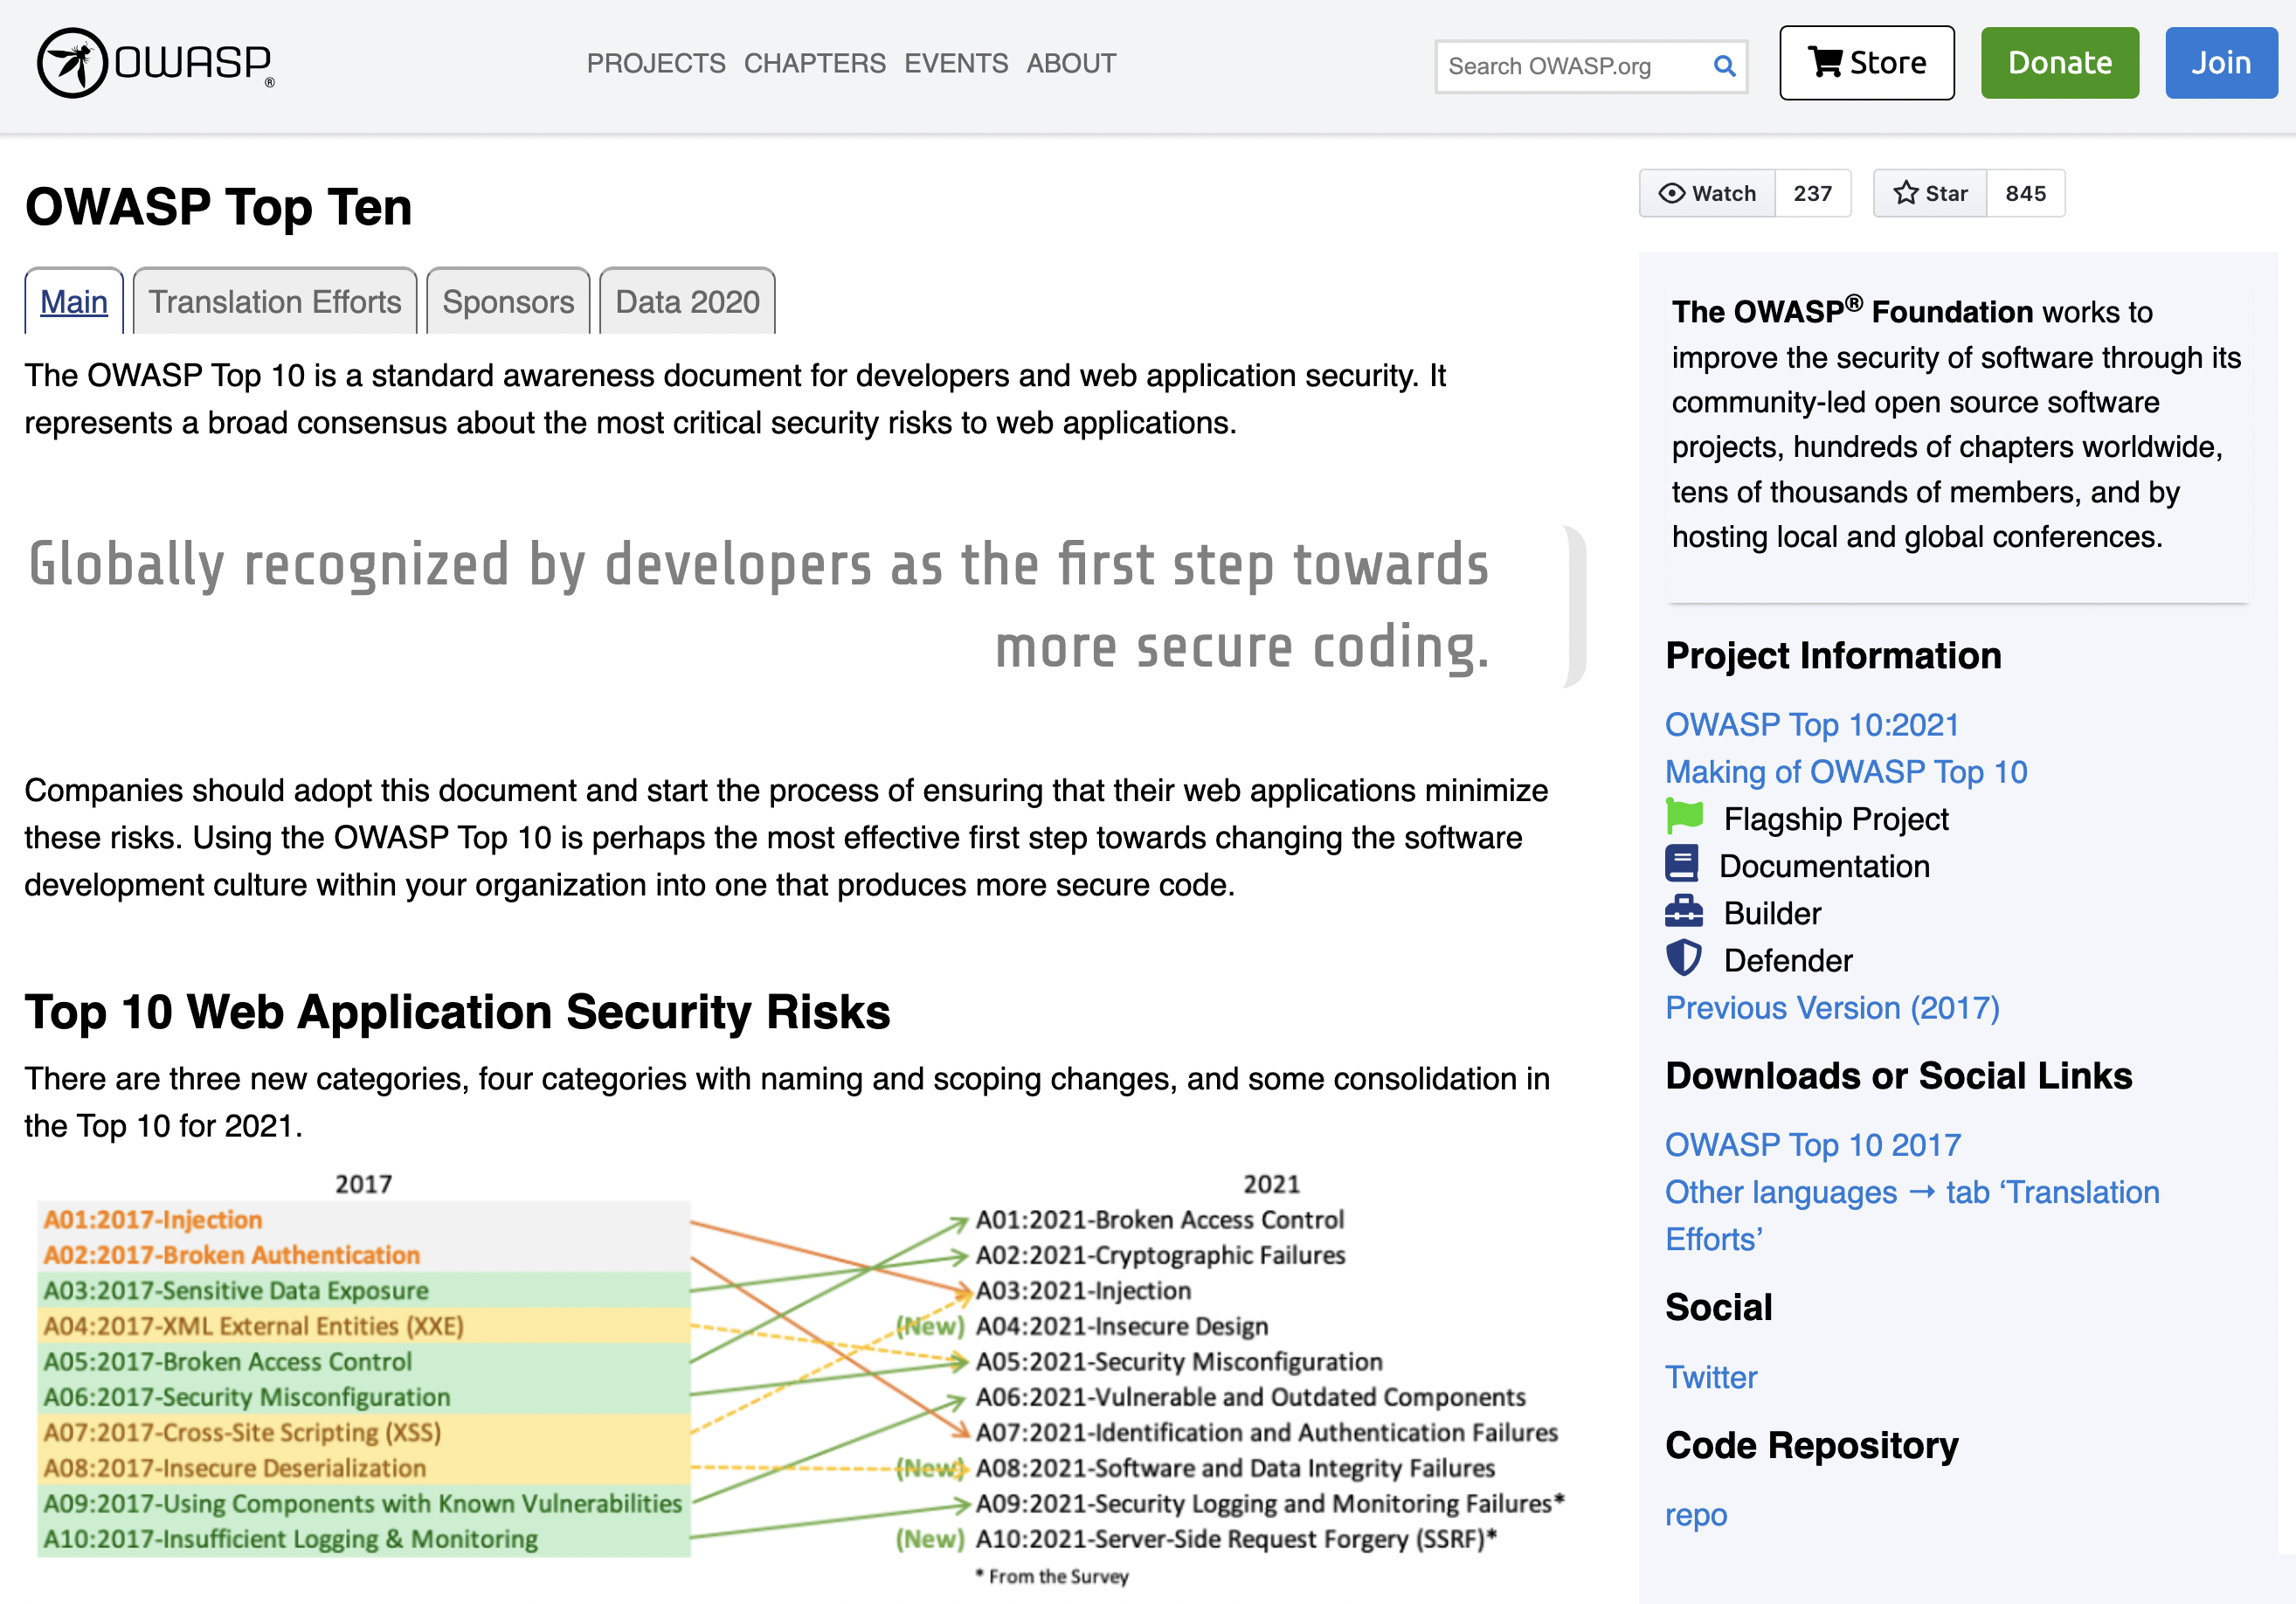 OWASP®
PROJECTS CHAPTERS EVENTS ABOUT
Search OWASP.org
Store
Donate
Join
OWASP Top Ten
Watch 237
Star 845
Main
Translation Efforts
Sponsors
Data 2020
The OWASP Top 10 is a standard awareness document for developers and web application security. It
represents a broad consensus about the most critical security risks to web applications.
Globally recognized by developers as the first step towards
more secure coding.
Companies should adopt this document and start the process of ensuring that their web applications minimize
these risks. Using the OWASP Top 10 is perhaps the most effective first step towards changing the software
development culture within your organization into one that produces more secure code.
Top 10 Web Application Security Risks
There are three new categories, four categories with naming and scoping changes, and some consolidation in
the Top 10 for 2021.
2017
A01:2017-Injection
A02:2017-Broken Authentication
A03:2017-Sensitive Data Exposure
A04:2017-XML External Entities (XXE)
A05:2017-Broken Access Control
A06:2017-Security Misconfiguration
A07:2017-Cross-Site Scripting (XSS)
A08:2017-Insecure Deserialization
A09:2017-Using Components with Known Vulnerabilities
A10:2017-Insufficient Logging & Monitoring
2021
A01:2021-Broken Access Control
A02:2021-Cryptographic Failures
A03:2021-Injection
(New) A04:2021-Insecure Design
A05:2021-Security Misconfiguration
A06:2021-Vulnerable and Outdated Components
A07:2021-Identification and Authentication Failures
(New) A08:2021-Software and Data Integrity Failures
A09:2021-Security Logging and Monitoring Failures*
(New) A10:2021-Server-Side Request Forgery (SSRF)*
* From the Survey
The OWASP® Foundation works to
improve the security of software through its
community-led open source software
projects, hundreds of chapters worldwide,
tens of thousands of members, and by
hosting local and global conferences.
Project Information
OWASP Top 10:2021
Making of OWASP Top 10
Flagship Project
Documentation
Builder
Defender
Previous Version (2017)
Downloads or Social Links
OWASP Top 10 2017
Other languages → tab ‘Translation
Efforts’
Social
Twitter
Code Repository
repo